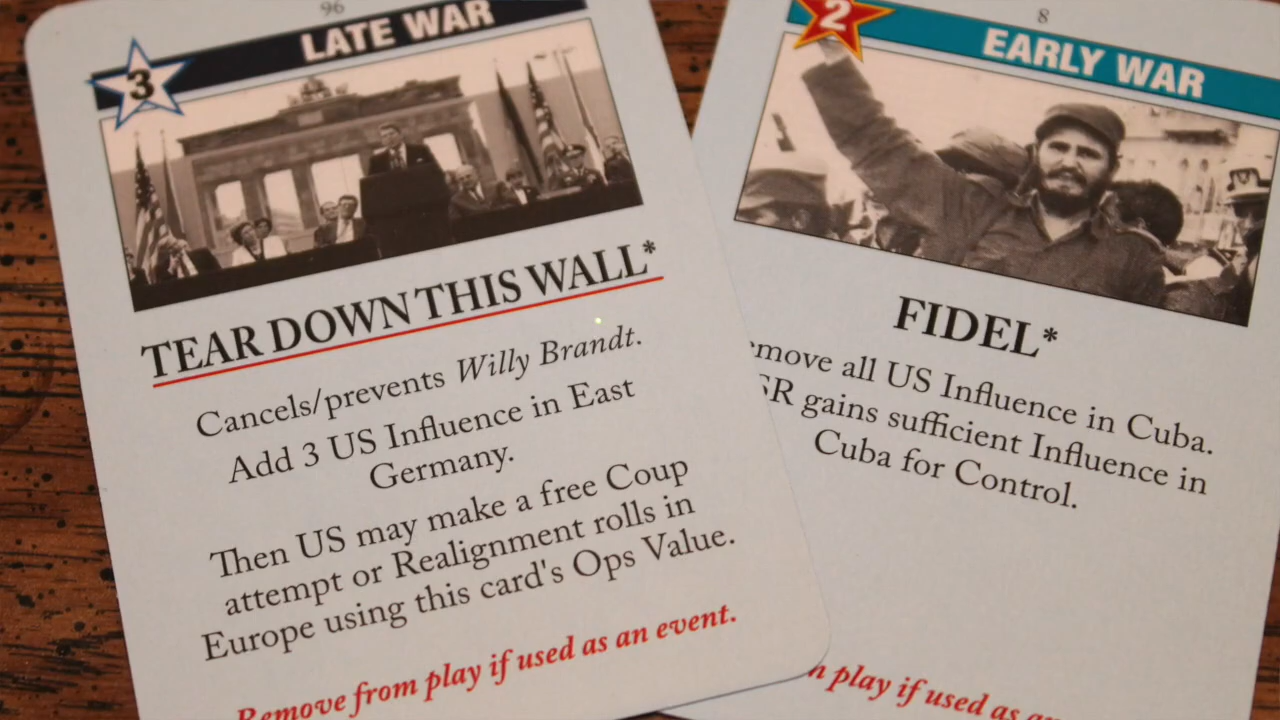 96
LATE WAR
3
TEAR DOWN THIS WALL*
Cancels/prevents Willy Brandt.
Add 3 US Influence in East
Germany.
Then US may make a free Coup
attempt or Realignment rolls in
Europe using this card's Ops Value.
Remove from play if used as an event.
8
2
EARLY WAR
FIDEL*
move all US Influence in Cuba.
SR gains sufficient Influence in
Cuba for Control.
play if used as